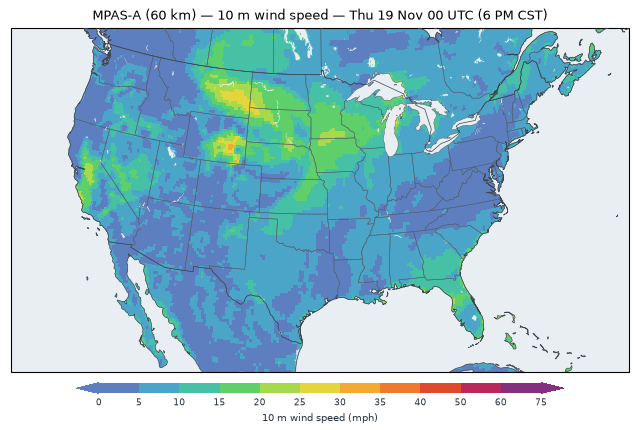 MPAS-A (60 km) — 10 m wind speed — Thu 19 Nov 00 UTC (6 PM CST)
0 5 10 15 20 25 30 35 40 50 60 75
10 m wind speed (mph)